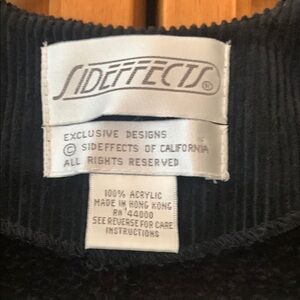 SIDEFFECTS®
EXCLUSIVE DESIGNS
© SIDEFFECTS OF CALIFORNIA
ALL RIGHTS RESERVED
100% ACRYLIC
MADE IN HONG KONG
RN 44000
SEE REVERSE FOR CARE
INSTRUCTIONS